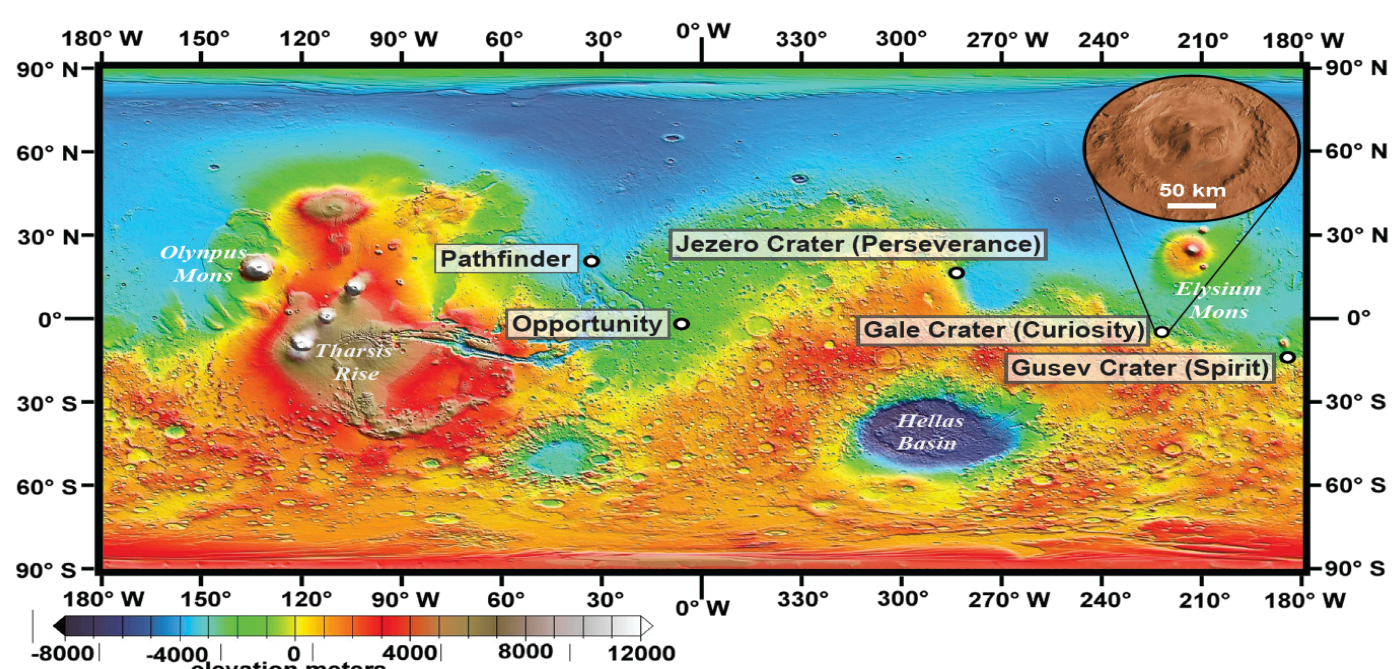 180° W 150° 120° W 90° W 60° 30° 0° W 330° 300° 270° W 240° 210° 180° W
90° N 90° N
50 km
60° N 60° N
30° N 30° N
Olynpus
Mons
Pathfinder
Jezero Crater (Perseverance)
Elysium
Mons
0° 0°
Opportunity
Gale Crater (Curiosity)
Tharsis
Rise
Gusev Crater (Spirit)
30° S 30° S
Hellas
Basin
60° S 60° S
90° S 90° S
180° W 150° 120° 90° W 60° 30° 0° W 330° 300° 270° W 240° 210° 180° W
-8000 -4000 0 4000 8000 12000
elevation meters